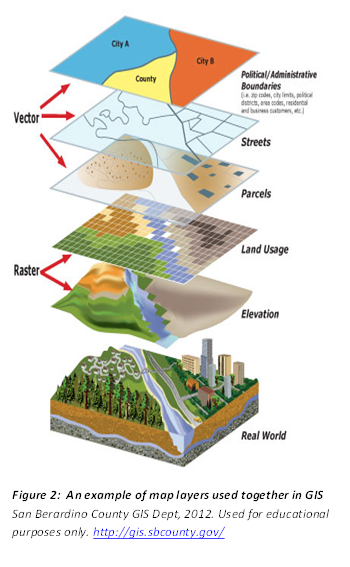 City A
City B
County
Political/Administrative
Boundaries
(i.e. zip codes, city limits, political
districts, area codes, residential
and business customers, etc.)
Vector
Streets
Parcels
Land Usage
Raster
Elevation
Real World
Figure 2: An example of map layers used together in GIS
San Berardino County GIS Dept, 2012. Used for educational
purposes only. http://gis.sbcounty.gov/